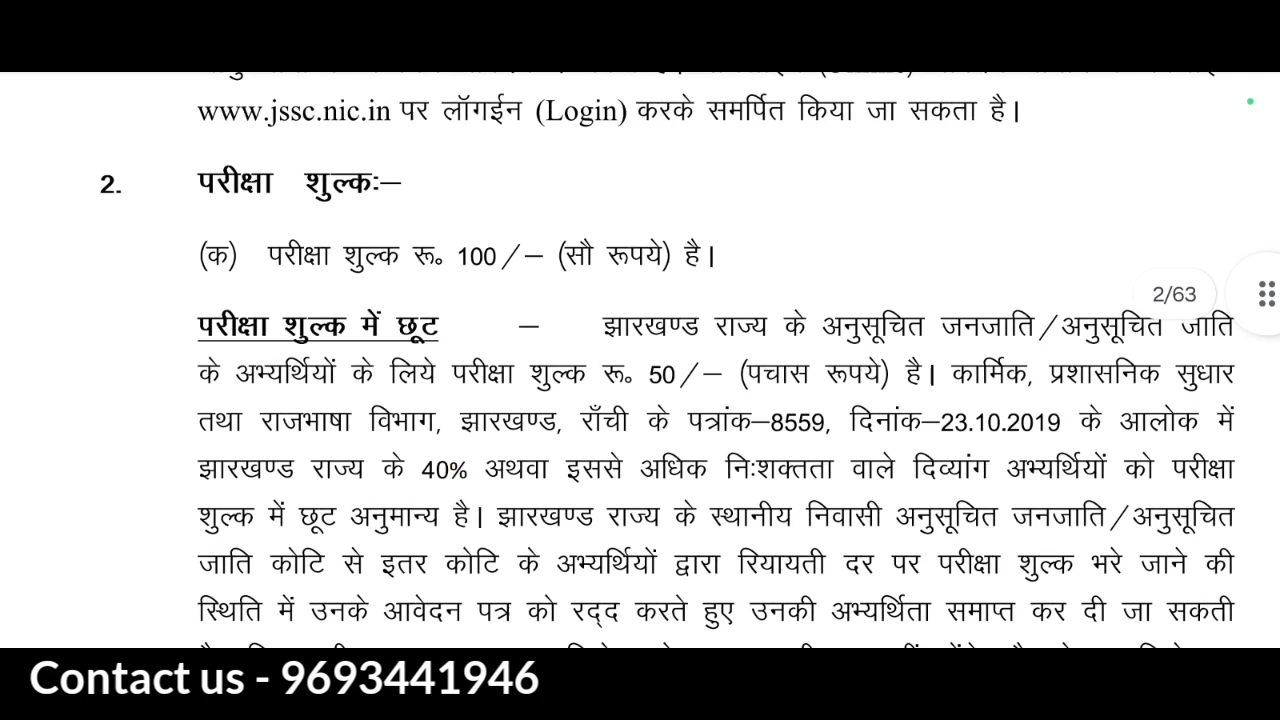 www.jssc.nic.in पर लॉगईन (Login) करके समर्पित किया जा सकता है।
2. परीक्षा शुल्कः—
(क) परीक्षा शुल्क रू० 100/— (सौ रूपये) है।
2/63
परीक्षा शुल्क में छूट — झारखण्ड राज्य के अनुसूचित जनजाति/अनुसूचित जाति
के अभ्यर्थियों के लिये परीक्षा शुल्क रू० 50/— (पचास रूपये) है। कार्मिक, प्रशासनिक सुधार
तथा राजभाषा विभाग, झारखण्ड, राँची के पत्रांक—8559, दिनांक—23.10.2019 के आलोक में
झारखण्ड राज्य के 40% अथवा इससे अधिक निःशक्तता वाले दिव्यांग अभ्यर्थियों को परीक्षा
शुल्क में छूट अनुमान्य है। झारखण्ड राज्य के स्थानीय निवासी अनुसूचित जनजाति/अनुसूचित
जाति कोटि से इतर कोटि के अभ्यर्थियों द्वारा रियायती दर पर परीक्षा शुल्क भरे जाने की
स्थिति में उनके आवेदन पत्र को रद्द करते हुए उनकी अभ्यर्थिता समाप्त कर दी जा सकती
Contact us - 9693441946